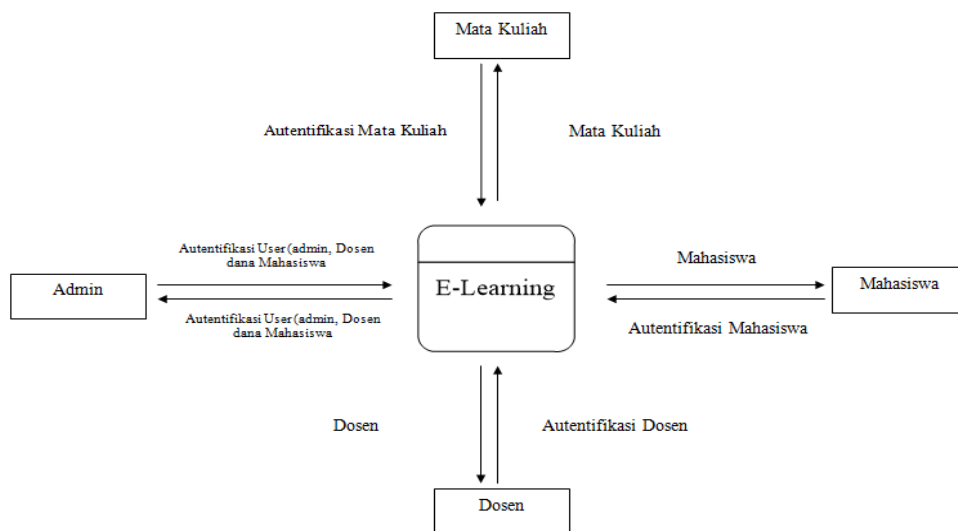 Mata Kuliah
Autentifikasi Mata Kuliah
Mata Kuliah
Autentifikasi User(admin, Dosen
dana Mahasiswa
Admin
Autentifikasi User(admin, Dosen
dana Mahasiswa
E-Learning
Mahasiswa
Mahasiswa
Autentifikasi Mahasiswa
Dosen
Autentifikasi Dosen
Dosen